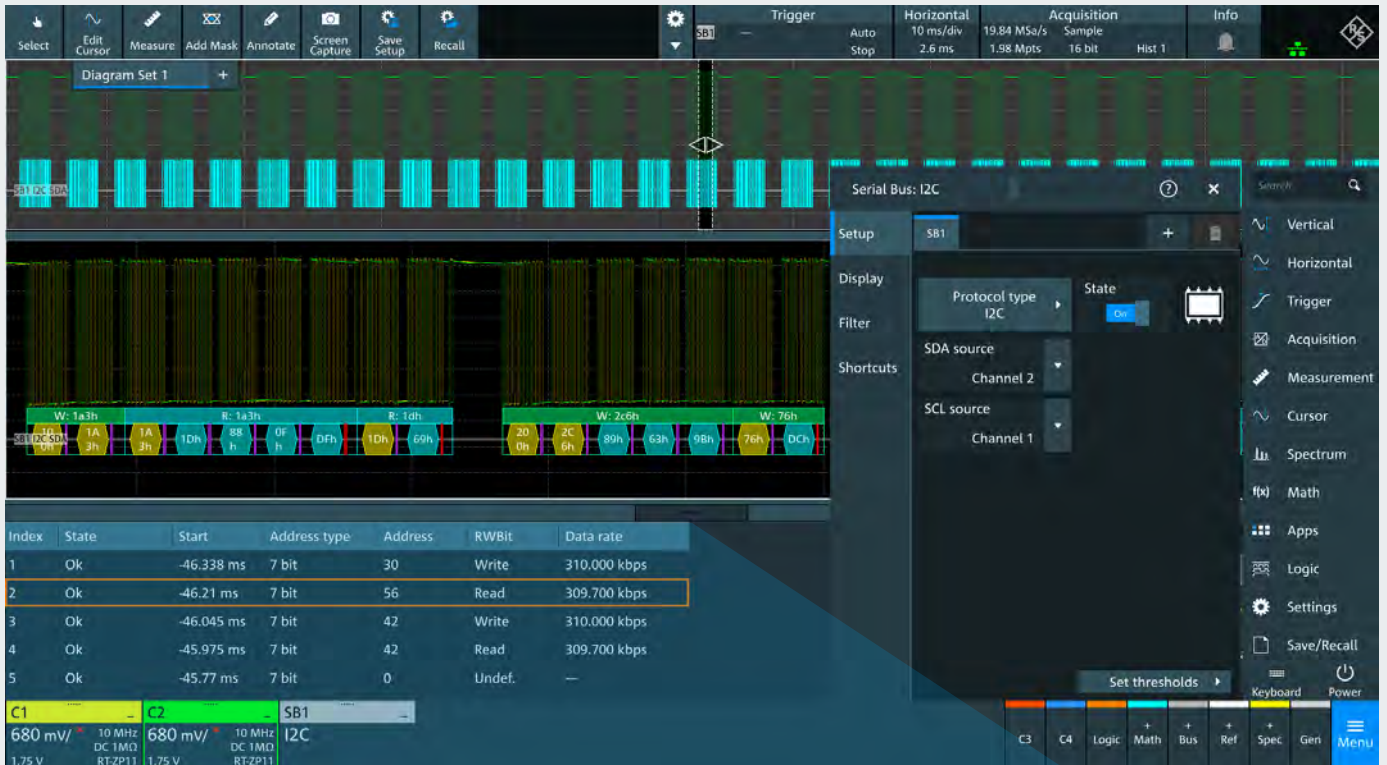 Select
Edit Cursor
Measure
Add Mask
Annotate
Screen Capture
Save Setup
Recall
SB1
Trigger
—
Auto
Stop
Horizontal
10 ms/div
2.6 ms
Acquisition
19.84 MSa/s Sample
1.98 Mpts 16 bit Hist 1
Info
Diagram Set 1 +
SB1 I2C SDA
W: 1a3h R: 1a3h R: 1dh W: 2c6h W: 76h
SB1 I2C SDA
1A 3h
1A 3h
1Dh
88 h
0F h
DFh
1Dh
69h
20 0h
2C 6h
89h
63h
9Bh
76h
DCh
Serial Bus: I2C
Setup
Display
Filter
Shortcuts
SB1 +
Protocol type
I2C
State
On
SDA source
Channel 2
SCL source
Channel 1
Set thresholds
Search
Vertical
Horizontal
Trigger
Acquisition
Measurement
Cursor
Spectrum
f(x) Math
Apps
Logic
Settings
Save/Recall
Keyboard Power
Index State Start Address type Address RWBit Data rate
1 Ok -46.338 ms 7 bit 30 Write 310.000 kbps
2 Ok -46.21 ms 7 bit 56 Read 309.700 kbps
3 Ok -46.045 ms 7 bit 42 Write 310.000 kbps
4 Ok -45.975 ms 7 bit 42 Read 309.700 kbps
5 Ok -45.77 ms 7 bit 0 Undef. —
C1
680 mV/ 10 MHz
DC 1MΩ
1.75 V RT-ZP11
C2
680 mV/ 10 MHz
DC 1MΩ
1.75 V RT-ZP11
SB1
I2C
C3
C4
Logic
+ Math
+ Bus
+ Ref
+ Spec
Gen
Menu